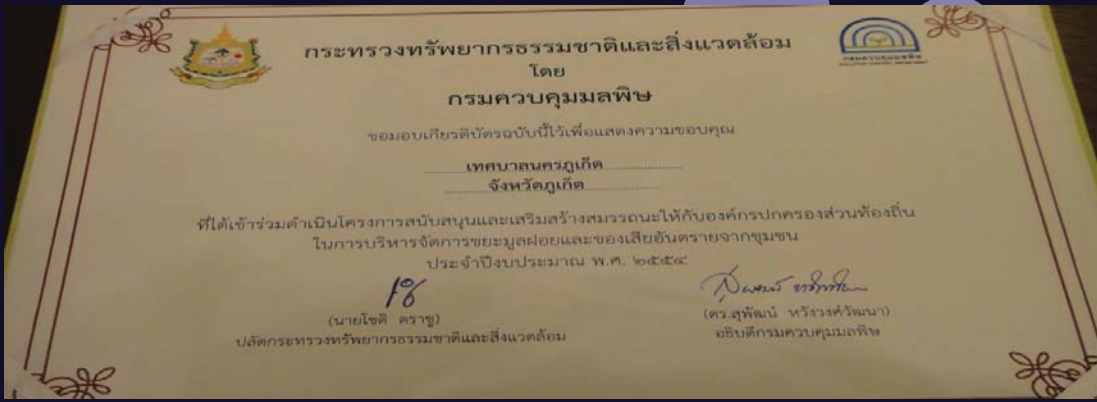 กระทรวงทรัพยากรธรรมชาติและสิ่งแวดล้อม
โดย
กรมควบคุมมลพิษ
ขอมอบเกียรติบัตรฉบับนี้ไว้เพื่อแสดงความขอบคุณ
เทศบาลนครภูเก็ต
จังหวัดภูเก็ต
ที่ได้เข้าร่วมดำเนินโครงการสนับสนุนและเสริมสร้างสมรรถนะให้กับองค์กรปกครองส่วนท้องถิ่น
ในการบริหารจัดการขยะมูลฝอยและของเสียอันตรายจากชุมชน
ประจำปีงบประมาณ พ.ศ. ๒๕๕๔
(นายโชติ ตราชู)
ปลัดกระทรวงทรัพยากรธรรมชาติและสิ่งแวดล้อม
(ดร.สุพัฒน์ หวังวงศ์วัฒนา)
อธิบดีกรมควบคุมมลพิษ
กรมควบคุมมลพิษ
POLLUTION CONTROL DEPARTMENT